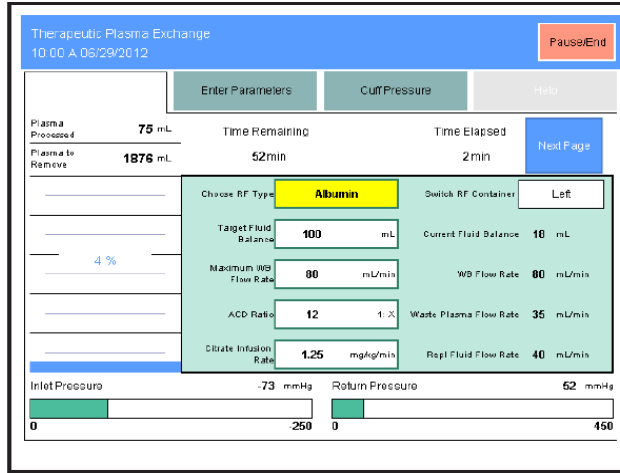 Therapeutic Plasma Exchange
10:00 A 06/29/2012
Pause/End
Enter Parameters
Cuff Pressure
Help
Plasma Processed 75 mL
Plasma to Remove 1876 mL
Time Remaining
52min
Time Elapsed
2min
Next Page
4 %
Choose RF Type Albumin
Switch RF Container Left
Target Fluid Balance 100 mL
Current Fluid Balance 18 mL
Maximum WB Flow Rate 80 mL/min
WB Flow Rate 80 mL/min
ACD Ratio 12 1: X
Waste Plasma Flow Rate 35 mL/min
Citrate Infusion Rate 1.25 mg/kg/min
Repl Fluid Flow Rate 40 mL/min
Inlet Pressure -73 mmHg
Return Pressure 52 mmHg
0 -250
0 450